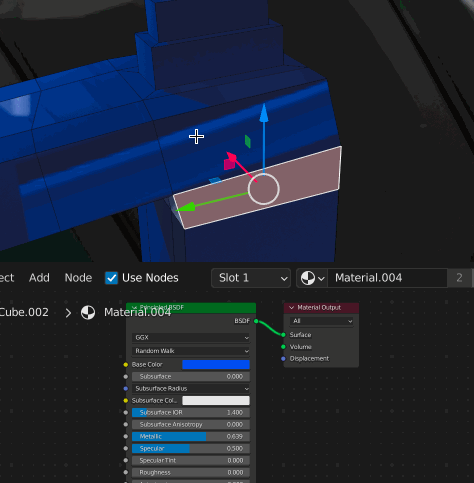 ect Add Node Use Nodes Slot 1 Material.004 2
Cube.002 > Material.004
Principled BSDF
BSDF
GGX
Random Walk
Base Color
Subsurface 0.000
Subsurface Radius
Subsurface Col..
Subsurface IOR 1.400
Subsurface Anisotropy 0.000
Metallic 0.639
Specular 0.500
Specular Tint 0.000
Roughness 0.000
Material Output
All
Surface
Volume
Displacement